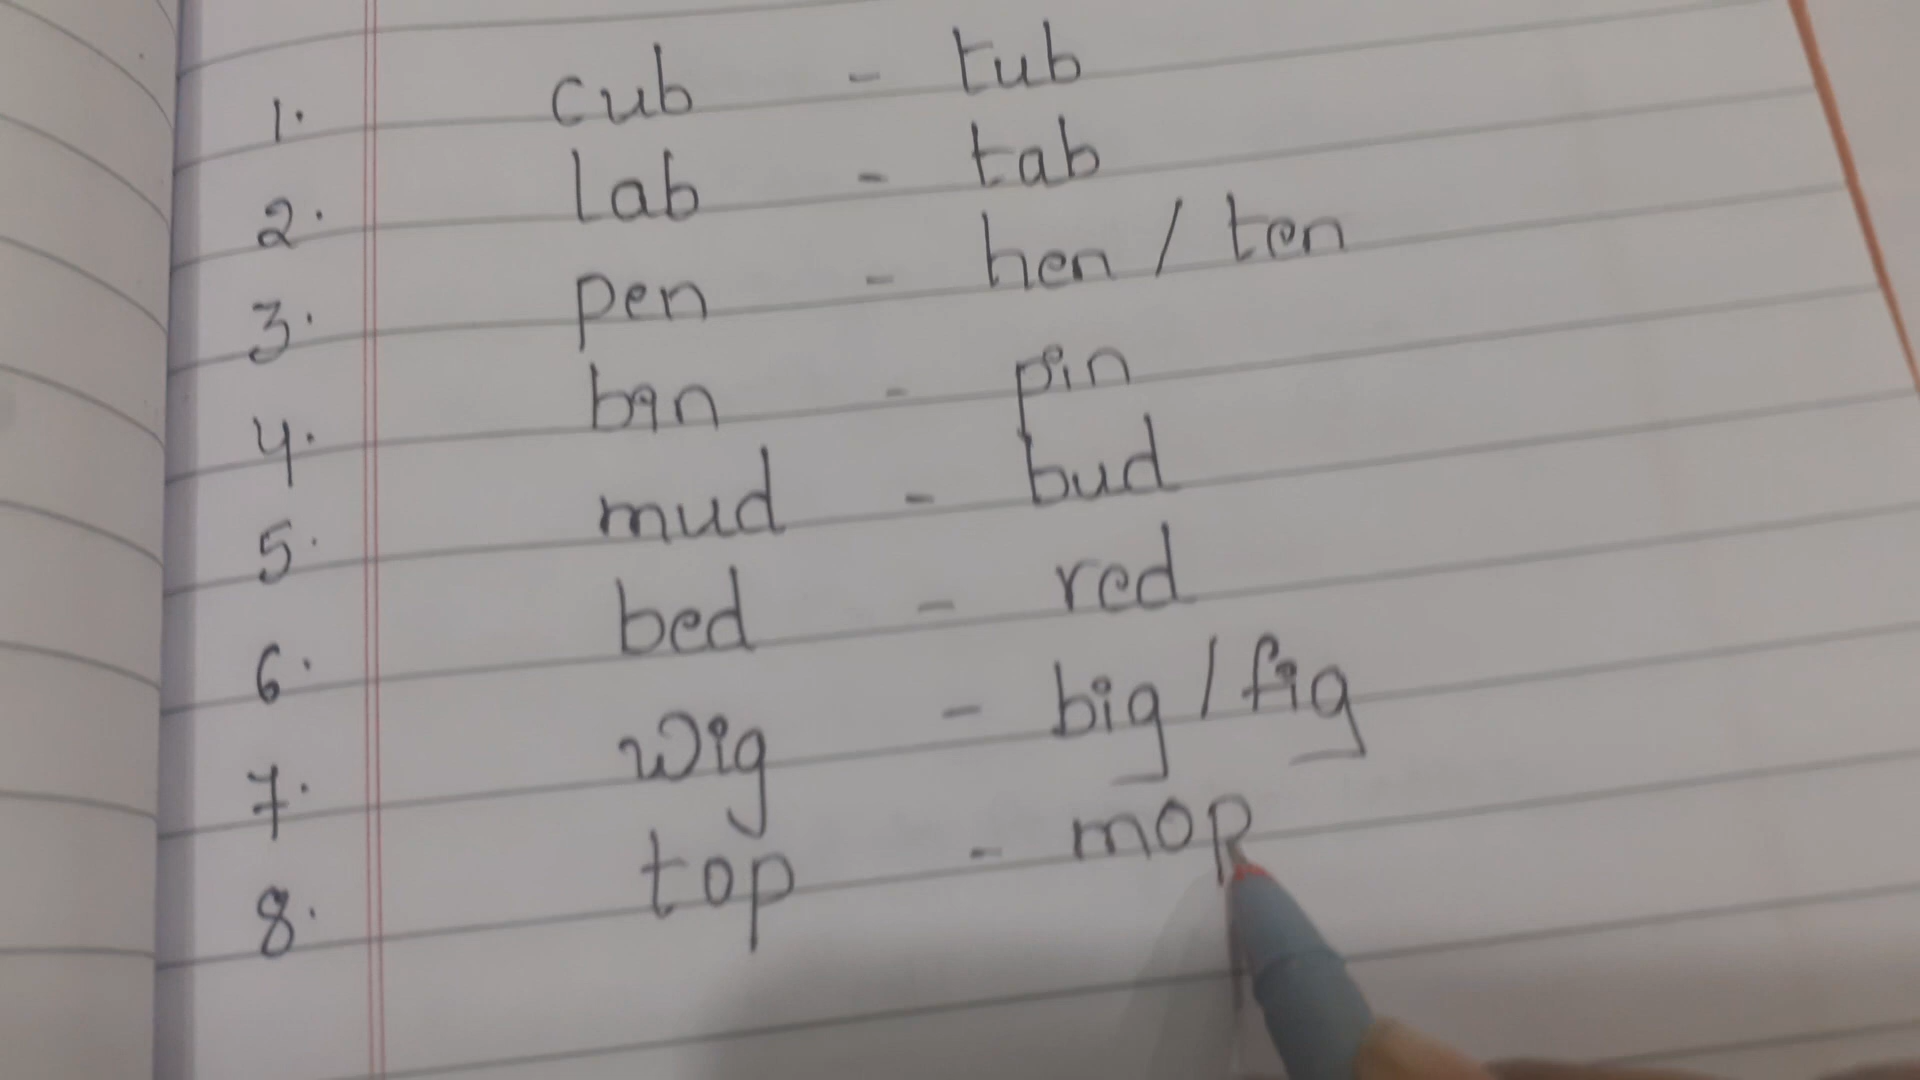 1. cub - tub
2. lab - tab
3. pen - hen / ten
4. bin - pin
5. mud - bud
6. bed - red
7. wig - big / fig
8. top - mop